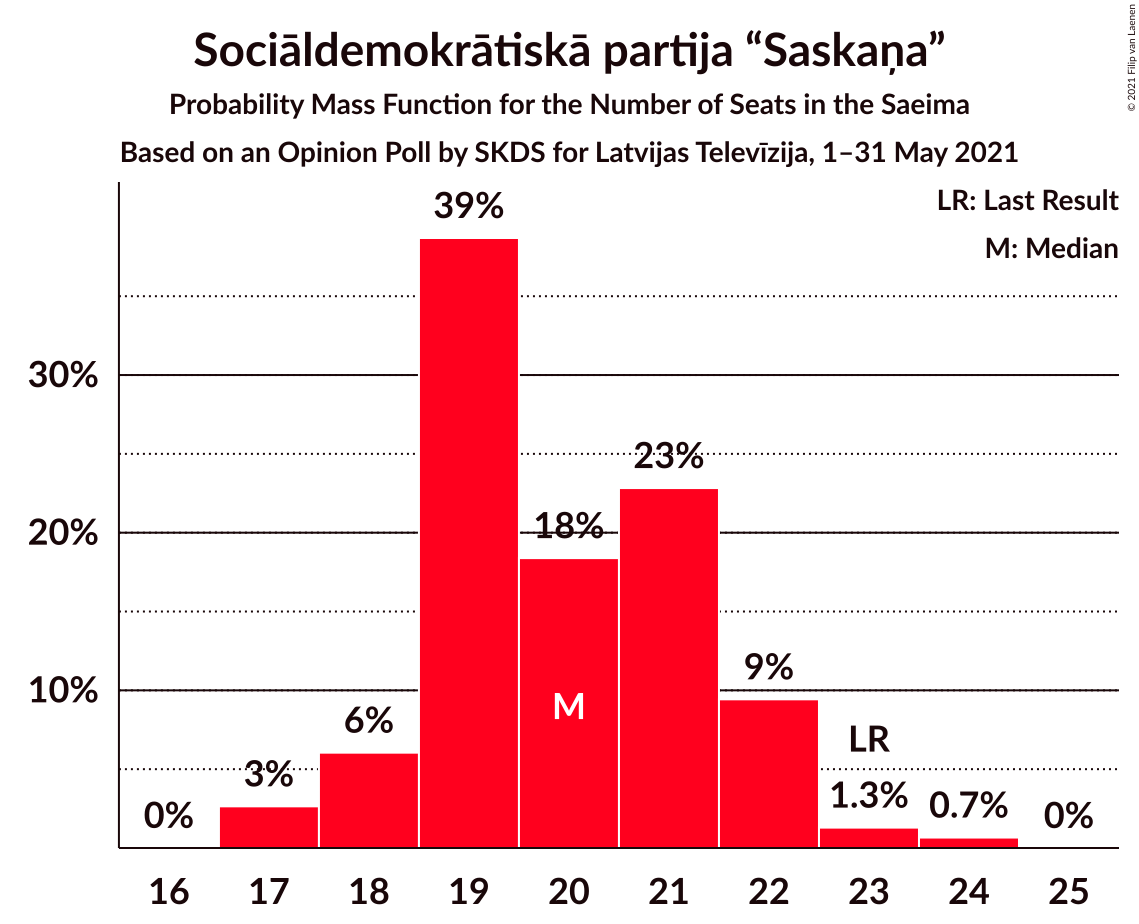 Sociāldemokrātiskā partija “Saskaņa”
Probability Mass Function for the Number of Seats in the Saeima
Based on an Opinion Poll by SKDS for Latvijas Televīzija, 1–31 May 2021
© 2021 Filip van Laenen
LR: Last Result
M: Median
39%
30%
23%
20%
18%
10%
9%
M
6%
LR
3%
1.3%
0.7%
0%
0%
16 17 18 19 20 21 22 23 24 25